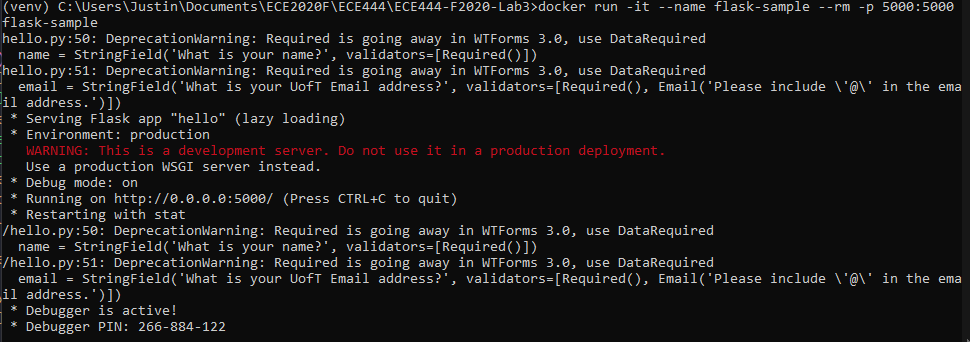 (venv) C:\Users\Justin\Documents\ECE2020F\ECE444\ECE444-F2020-Lab3>docker run -it --name flask-sample --rm -p 5000:5000
flask-sample
hello.py:50: DeprecationWarning: Required is going away in WTForms 3.0, use DataRequired
  name = StringField('What is your name?', validators=[Required()])
hello.py:51: DeprecationWarning: Required is going away in WTForms 3.0, use DataRequired
  email = StringField('What is your UofT Email address?', validators=[Required(), Email('Please include \'@\' in the ema
il address.')])
 * Serving Flask app "hello" (lazy loading)
 * Environment: production
   WARNING: This is a development server. Do not use it in a production deployment.
   Use a production WSGI server instead.
 * Debug mode: on
 * Running on http://0.0.0.0:5000/ (Press CTRL+C to quit)
 * Restarting with stat
/hello.py:50: DeprecationWarning: Required is going away in WTForms 3.0, use DataRequired
  name = StringField('What is your name?', validators=[Required()])
/hello.py:51: DeprecationWarning: Required is going away in WTForms 3.0, use DataRequired
  email = StringField('What is your UofT Email address?', validators=[Required(), Email('Please include \'@\' in the ema
il address.')])
 * Debugger is active!
 * Debugger PIN: 266-884-122